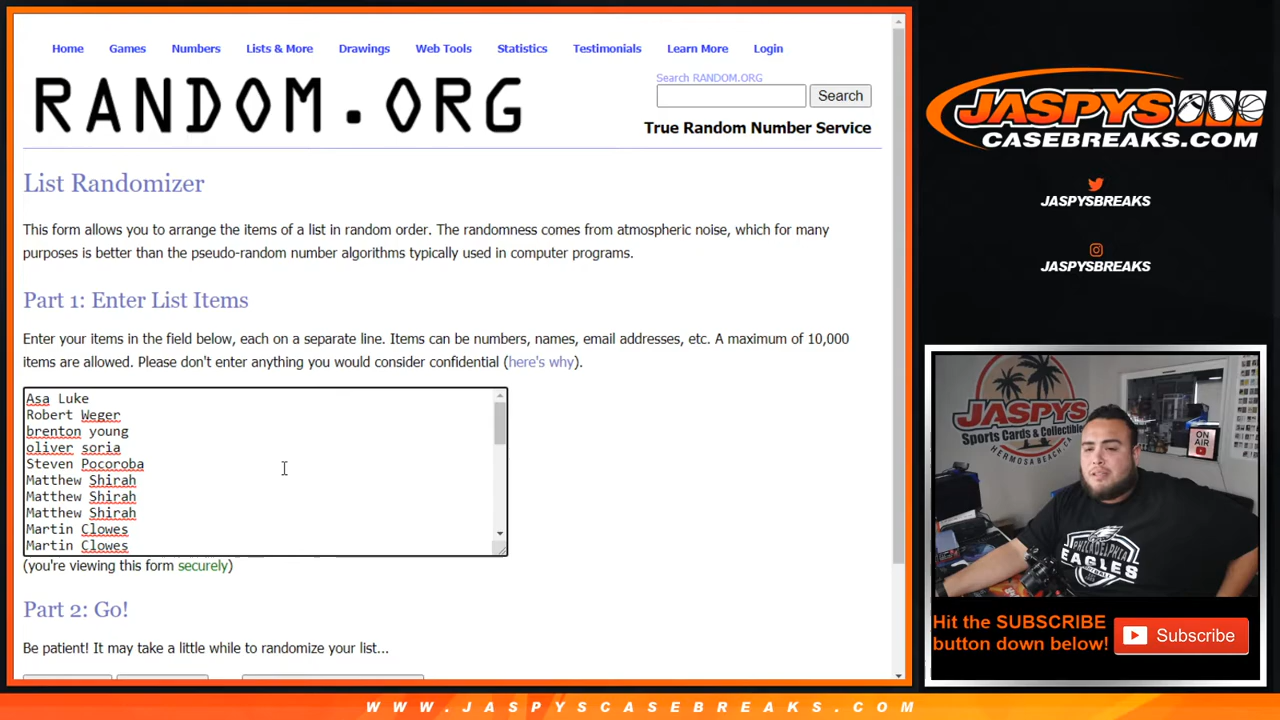 Home Games Numbers Lists & More Drawings Web Tools Statistics Testimonials Learn More Login
RANDOM.ORG
Search RANDOM.ORG
Search
True Random Number Service
List Randomizer
This form allows you to arrange the items of a list in random order. The randomness comes from atmospheric noise, which for many
purposes is better than the pseudo-random number algorithms typically used in computer programs.
Part 1: Enter List Items
Enter your items in the field below, each on a separate line. Items can be numbers, names, email addresses, etc. A maximum of 10,000
items are allowed. Please don't enter anything you would consider confidential (here's why).
Asa Luke
Robert Weger
brenton young
oliver soria
Steven Pocoroba
Matthew Shirah
Matthew Shirah
Matthew Shirah
Martin Clowes
Martin Clowes
(you're viewing this form securely)
Part 2: Go!
Be patient! It may take a little while to randomize your list...
JASPYS
CASEBREAKS.COM
JASPYSBREAKS
JASPYSBREAKS
JASPYS
Sports Cards & Collectibles
HERMOSA BEACH, CA
ON
AIR
PHILADELPHIA
EAGLES
FOOTBALL
Hit the SUBSCRIBE
button down below!
Subscribe
WWW.JASPYSCASEBREAKS.COM